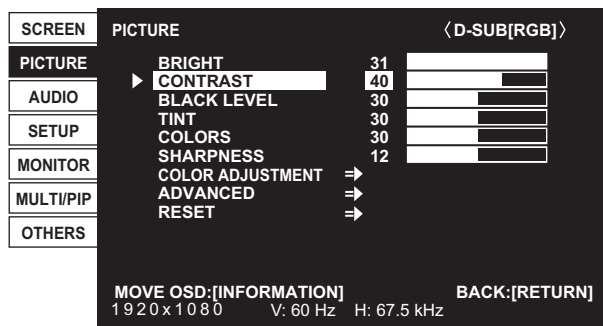 SCREEN
PICTURE
AUDIO
SETUP
MONITOR
MULTI/PIP
OTHERS
PICTURE 〈D-SUB[RGB]〉
BRIGHT 31
CONTRAST 40
BLACK LEVEL 30
TINT 30
COLORS 30
SHARPNESS 12
COLOR ADJUSTMENT
ADVANCED
RESET
MOVE OSD:[INFORMATION] BACK:[RETURN]
1920x1080 V: 60 Hz H: 67.5 kHz